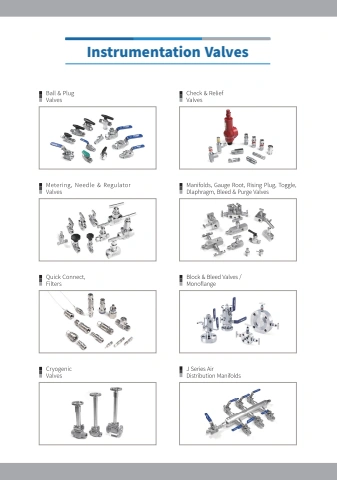 Instrumentation Valves
Ball & Plug
Valves
Check & Relief
Valves
Metering, Needle & Regulator
Valves
Manifolds, Gauge Root, Rising Plug, Toggle,
Diaphragm, Bleed & Purge Valves
Quick Connect,
Filters
Block & Bleed Valves /
Monoflange
Cryogenic
Valves
J Series Air
Distribution Manifolds